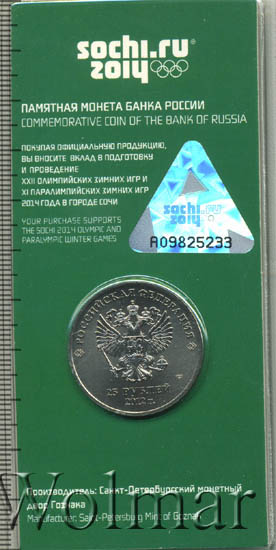 sochi.ru
2014
ПАМЯТНАЯ МОНЕТА БАНКА РОССИИ
COMMEMORATIVE COIN OF THE BANK OF RUSSIA
ПОКУПАЯ ОФИЦИАЛЬНУЮ ПРОДУКЦИЮ,
ВЫ ВНОСИТЕ ВКЛАД В ПОДГОТОВКУ
И ПРОВЕДЕНИЕ
XXII ОЛИМПИЙСКИХ ЗИМНИХ ИГР И
XI ПАРАЛИМПИЙСКИХ ЗИМНИХ ИГР
2014 ГОДА В ГОРОДЕ СОЧИ
YOUR PURCHASE SUPPORTS
THE SOCHI 2014 OLYMPIC AND
PARALYMPIC WINTER GAMES
sochi.ru
2014
A09825233
РОССИЙСКАЯ ФЕДЕРАЦИЯ
25 РУБЛЕЙ
Производитель: Санкт-Петербургский монетный
двор Гознака
Manufacturer: Saint-Petersburg Mint of Goznak
Wolmar